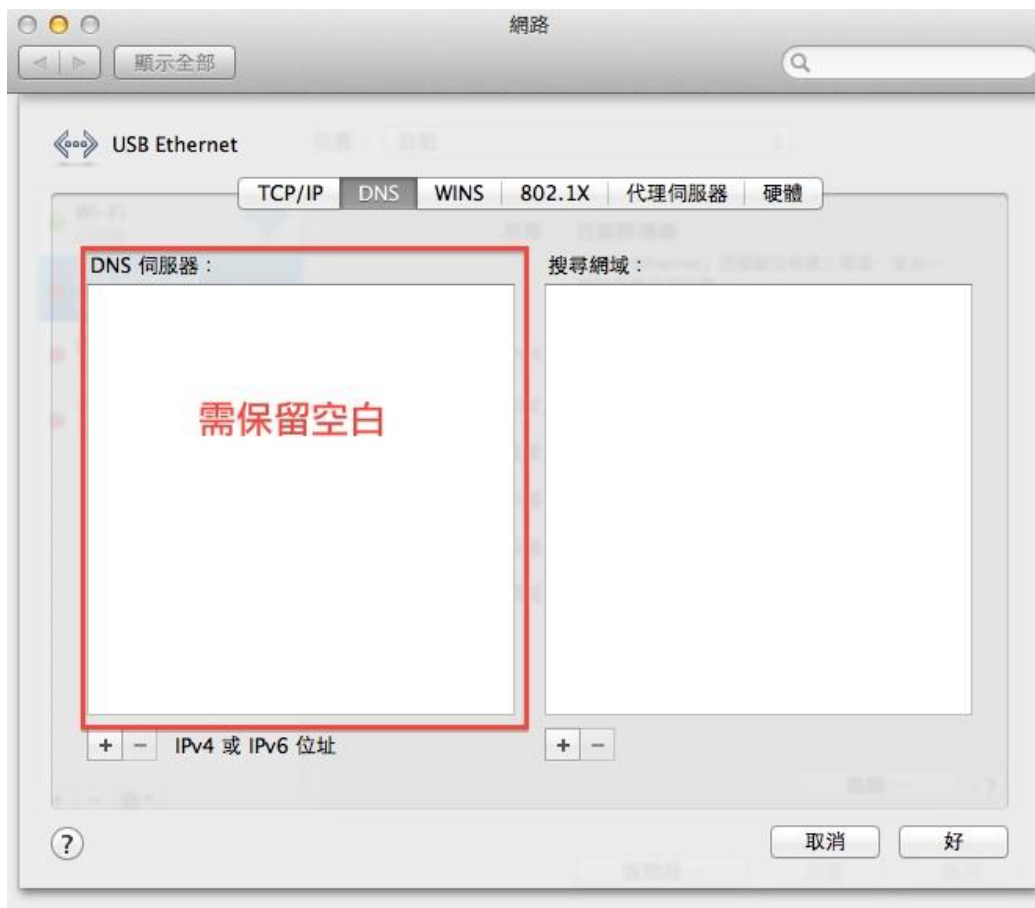 網路
顯示全部
USB Ethernet
TCP/IP DNS WINS 802.1X 代理伺服器 硬體
DNS 伺服器：
搜尋網域：
需保留空白
+ − IPv4 或 IPv6 位址
+ −
? 取消 好